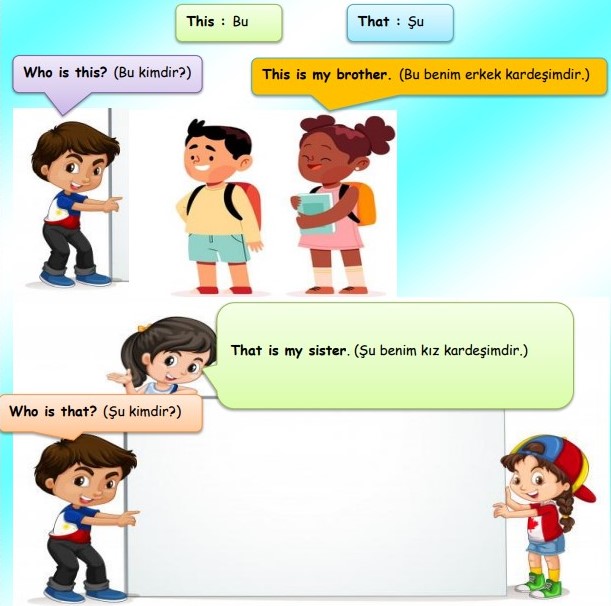 This : Bu
That : Şu
Who is this? (Bu kimdir?)
This is my brother. (Bu benim erkek kardeşimdir.)
That is my sister. (Şu benim kız kardeşimdir.)
Who is that? (Şu kimdir?)